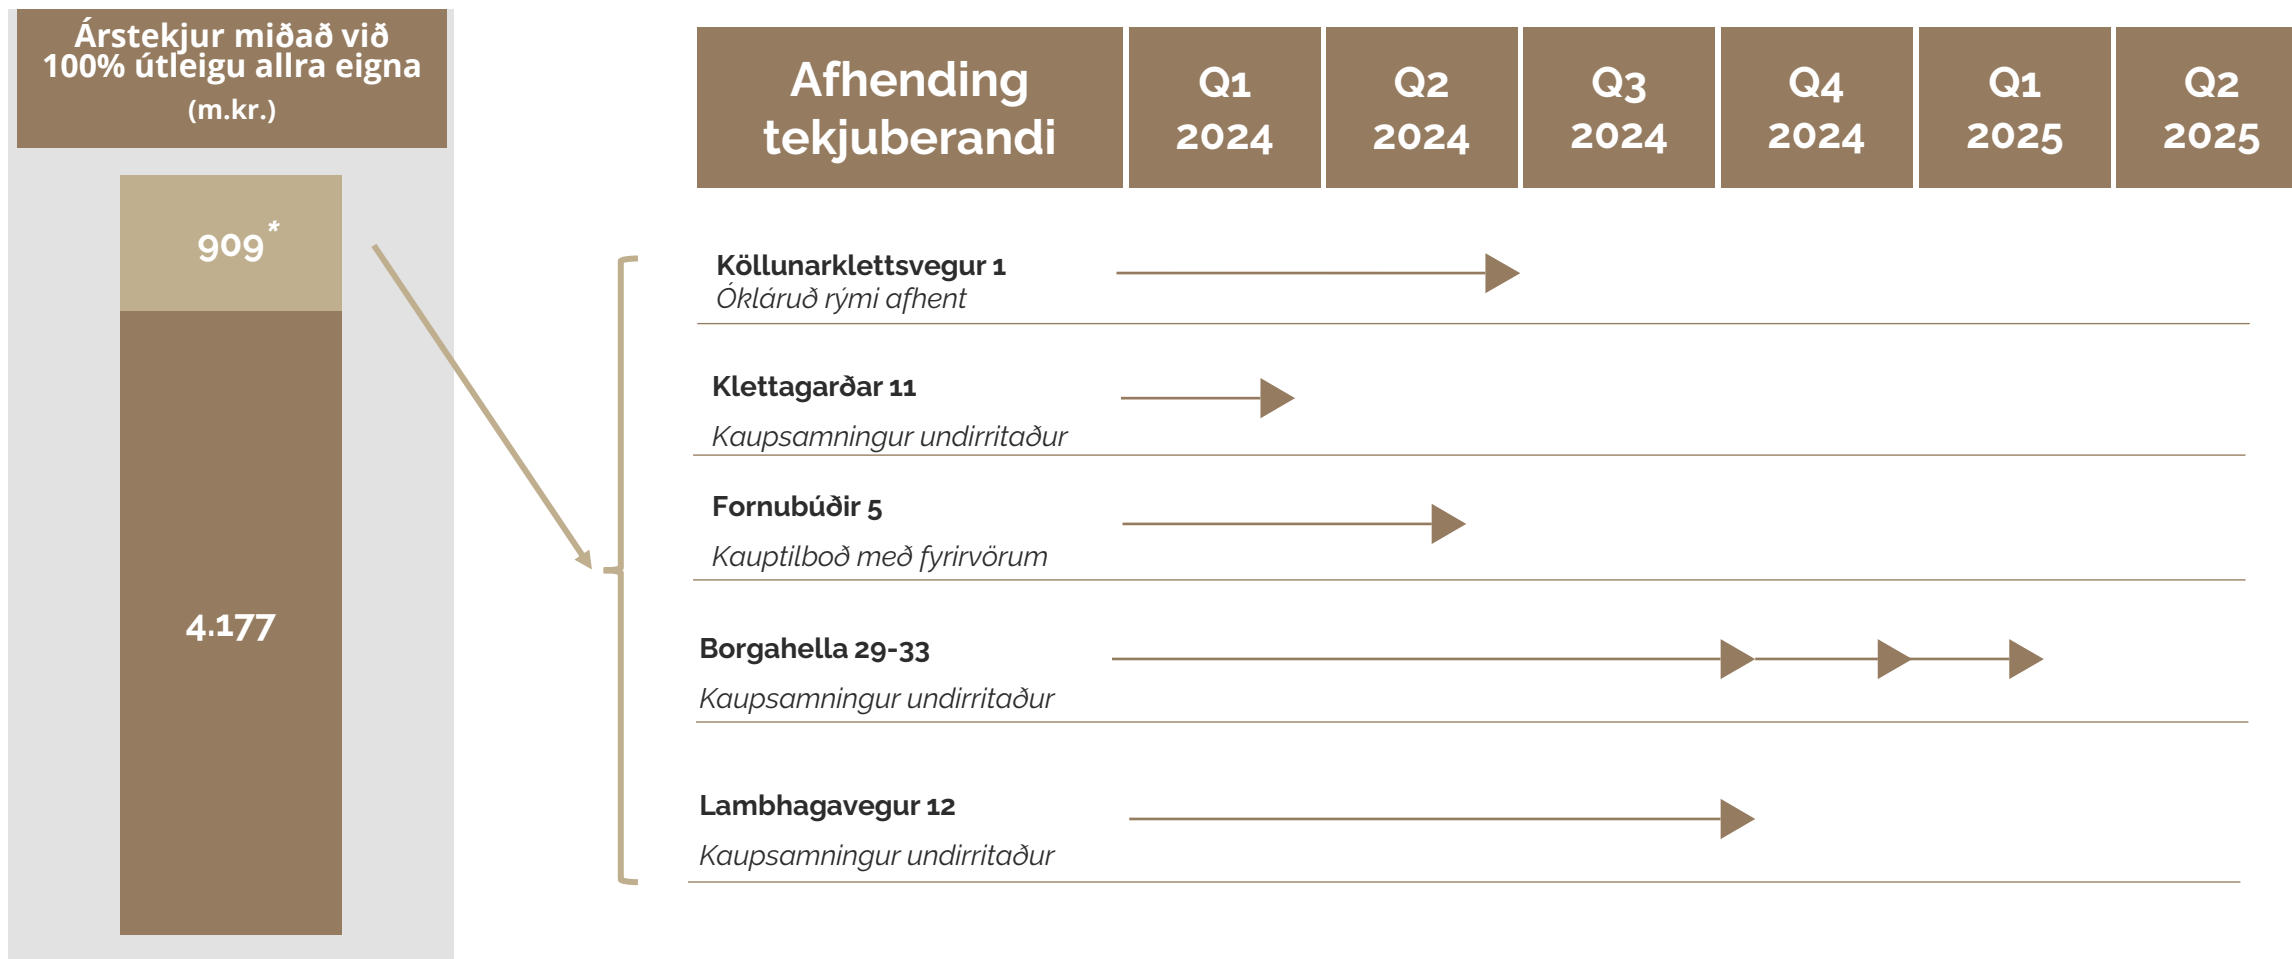 Árstekjur miðað við
100% útleigu allra eigna
(m.kr.)
909*
4.177
Afhending
tekjuberandi
Q1
2024
Q2
2024
Q3
2024
Q4
2024
Q1
2025
Q2
2025
Köllunarklettsvegur 1
Ókláruð rými afhent
Klettagarðar 11
Kaupsamningur undirritaður
Fornubúðir 5
Kauptilboð með fyrirvörum
Borgahella 29-33
Kaupsamningur undirritaður
Lambhagavegur 12
Kaupsamningur undirritaður